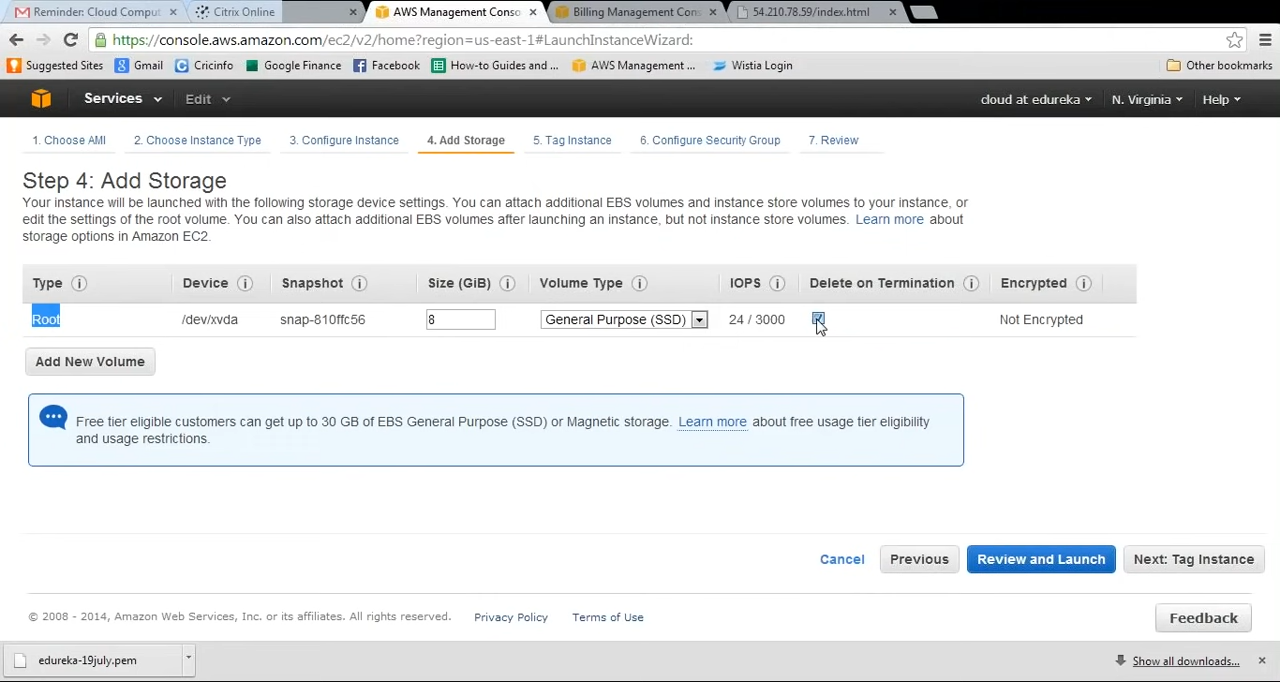 Reminder: Cloud Comput
Citrix Online
AWS Management Conso
Billing Management Cons
54.210.78.59/index.html
https://console.aws.amazon.com/ec2/v2/home?region=us-east-1#LaunchInstanceWizard:
Suggested Sites
Gmail
Cricinfo
Google Finance
Facebook
How-to Guides and ...
AWS Management ...
Wistia Login
Other bookmarks
Services
Edit
cloud at edureka
N. Virginia
Help
1. Choose AMI
2. Choose Instance Type
3. Configure Instance
4. Add Storage
5. Tag Instance
6. Configure Security Group
7. Review
Step 4: Add Storage
Your instance will be launched with the following storage device settings. You can attach additional EBS volumes and instance store volumes to your instance, or
edit the settings of the root volume. You can also attach additional EBS volumes after launching an instance, but not instance store volumes. Learn more about
storage options in Amazon EC2.
Type
Device
Snapshot
Size (GiB)
Volume Type
IOPS
Delete on Termination
Encrypted
Root
/dev/xvda
snap-810ffc56
8
General Purpose (SSD)
24 / 3000
Not Encrypted
Add New Volume
Free tier eligible customers can get up to 30 GB of EBS General Purpose (SSD) or Magnetic storage. Learn more about free usage tier eligibility
and usage restrictions.
Cancel
Previous
Review and Launch
Next: Tag Instance
© 2008 - 2014, Amazon Web Services, Inc. or its affiliates. All rights reserved.
Privacy Policy
Terms of Use
Feedback
edureka-19july.pem
Show all downloads...